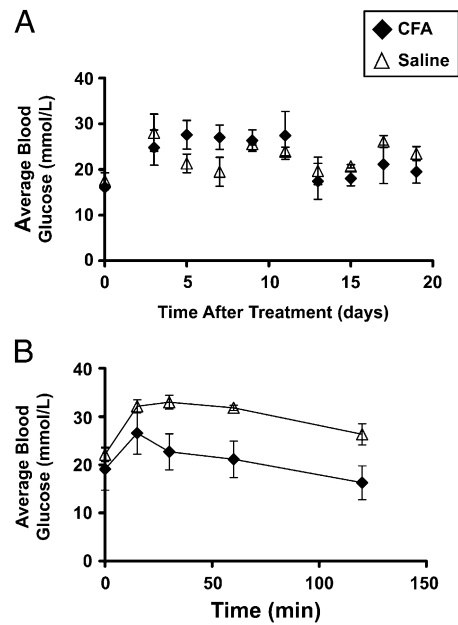 A
CFA
Saline
Average Blood
Glucose (mmol/L)
40
30
20
10
0
0 5 10 15 20
Time After Treatment (days)
B
Average Blood
Glucose (mmol/L)
40
30
20
10
0
0 50 100 150
Time (min)